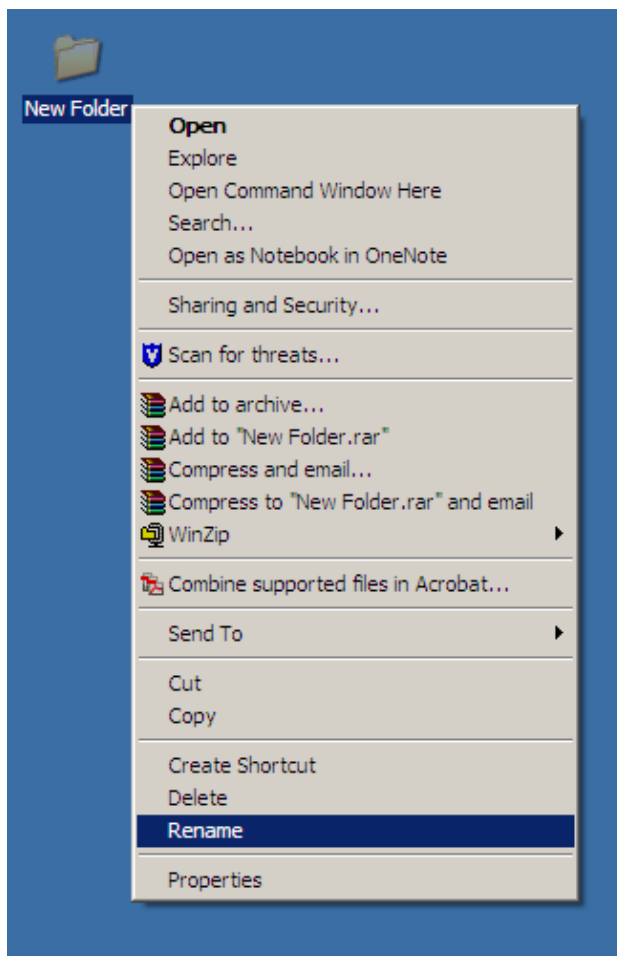 New Folder
Open
Explore
Open Command Window Here
Search...
Open as Notebook in OneNote
Sharing and Security...
Scan for threats...
Add to archive...
Add to "New Folder.rar"
Compress and email...
Compress to "New Folder.rar" and email
WinZip
Combine supported files in Acrobat...
Send To
Cut
Copy
Create Shortcut
Delete
Rename
Properties